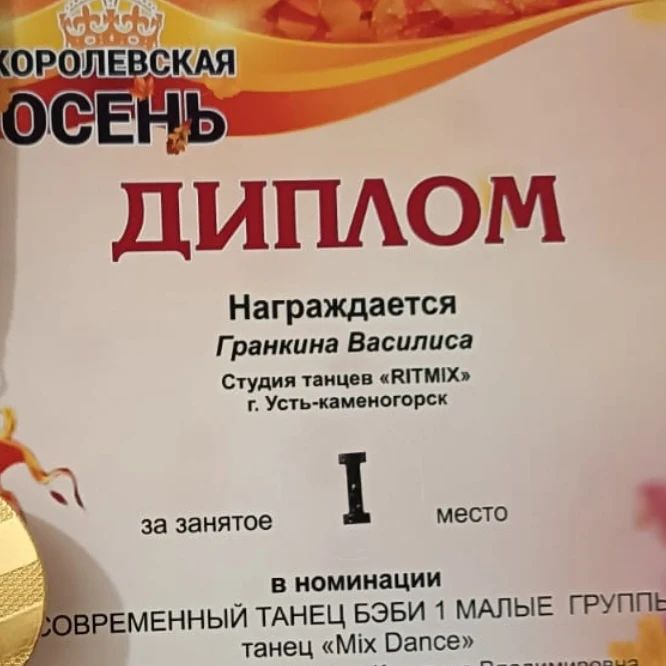 КОРОЛЕВСКАЯ
ОСЕНЬ
ДИПЛОМ
Награждается
Гранкина Василиса
Студия танцев «RITMIX»
г. Усть-каменогорск
за занятое I место
в номинации
СОВРЕМЕННЫЙ ТАНЕЦ БЭБИ 1 МАЛЫЕ ГРУППЫ
танец «Mix Dance»
Владимировна